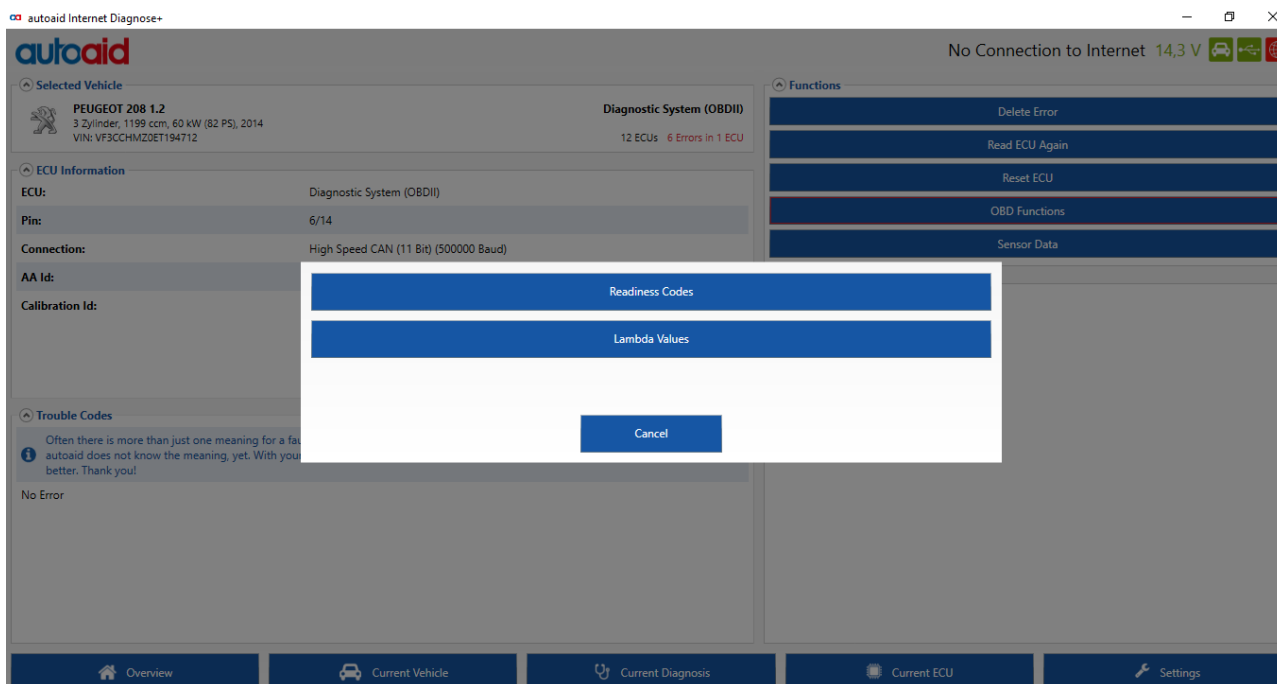 autoaid Internet Diagnose+
autoaid
No Connection to Internet 14,3 V
Selected Vehicle
PEUGEOT 208 1.2
3 Zylinder, 1199 ccm, 60 kW (82 PS), 2014
VIN: VF3CCHMZ0ET194712
Diagnostic System (OBDII)
12 ECUs 6 Errors in 1 ECU
ECU Information
ECU: Diagnostic System (OBDII)
Pin: 6/14
Connection: High Speed CAN (11 Bit) (500000 Baud)
AA Id:
Calibration Id:
Trouble Codes
Often there is more than just one meaning for a fau
autoaid does not know the meaning, yet. With your
better. Thank you!
No Error
Functions
Delete Error
Read ECU Again
Reset ECU
OBD Functions
Sensor Data
Readiness Codes
Lambda Values
Cancel
Overview
Current Vehicle
Current Diagnosis
Current ECU
Settings